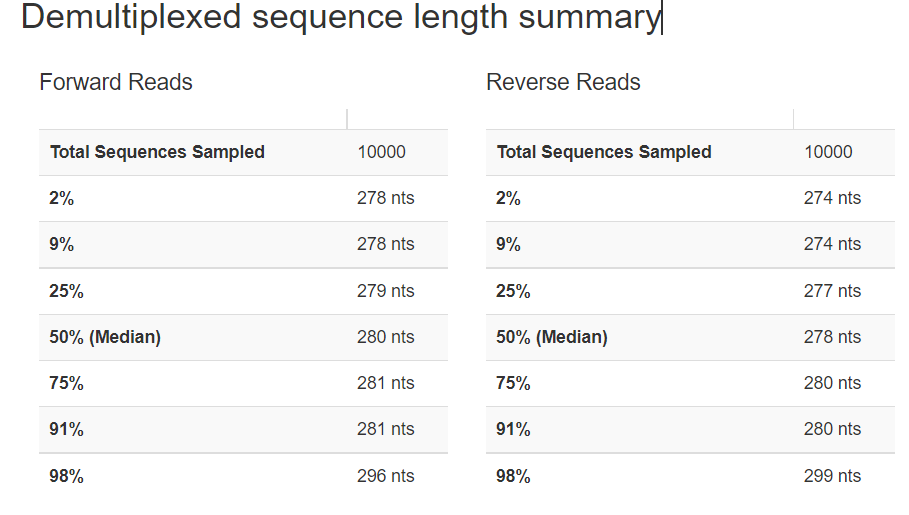 Demultiplexed sequence length summary
Forward Reads
Total Sequences Sampled 10000
2% 278 nts
9% 278 nts
25% 279 nts
50% (Median) 280 nts
75% 281 nts
91% 281 nts
98% 296 nts
Reverse Reads
Total Sequences Sampled 10000
2% 274 nts
9% 274 nts
25% 277 nts
50% (Median) 278 nts
75% 280 nts
91% 280 nts
98% 299 nts